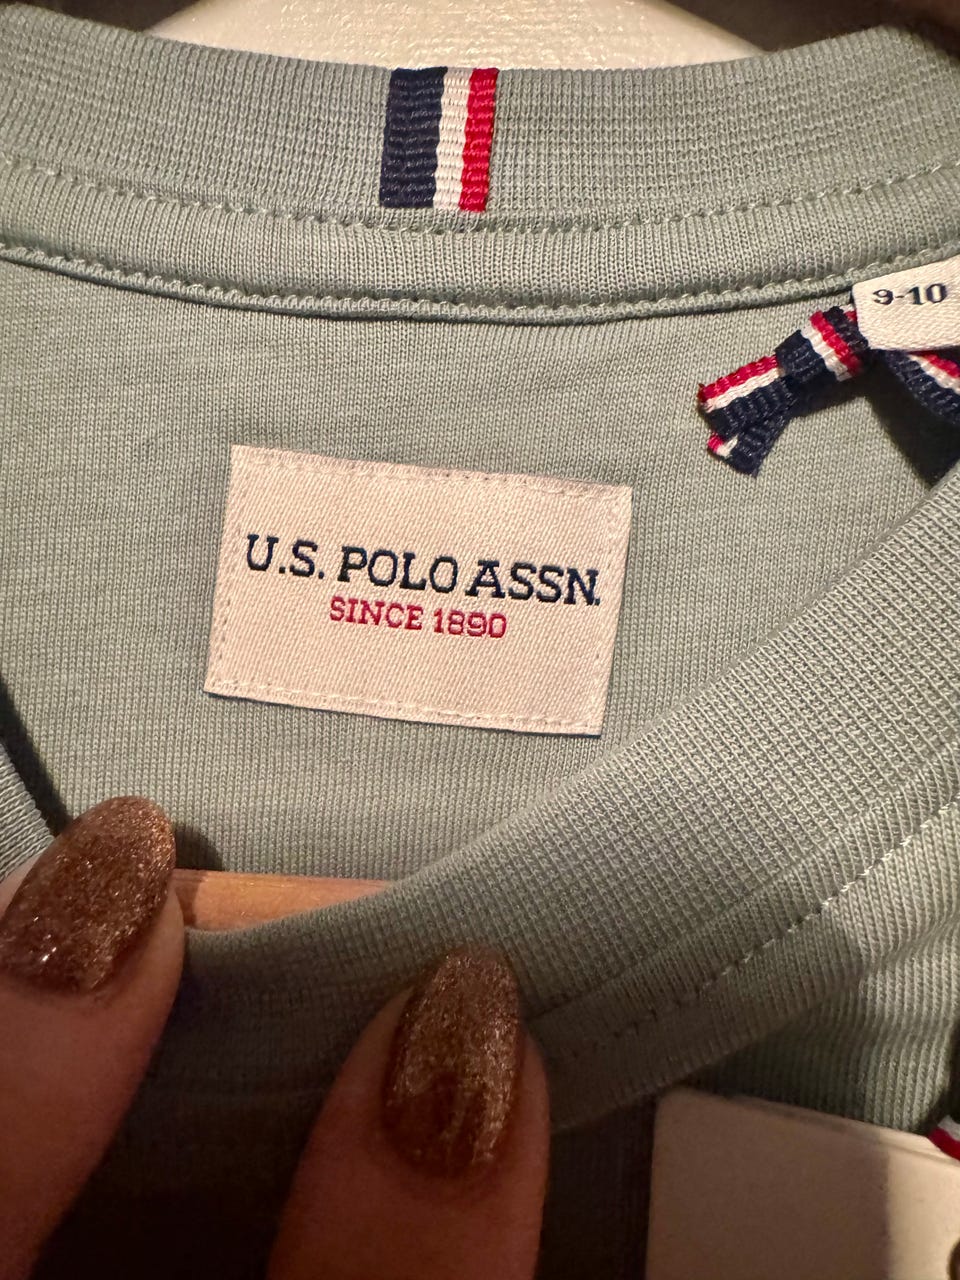 9-10
U.S. POLO ASSN.
SINCE 1890